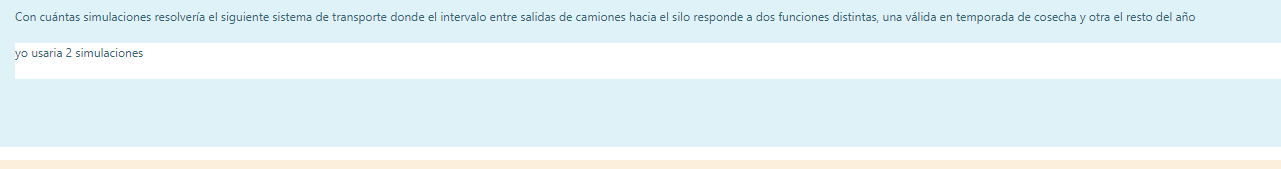 Con cuántas simulaciones resolvería el siguiente sistema de transporte donde el intervalo entre salidas de camiones hacia el silo responde a dos funciones distintas, una válida en temporada de cosecha y otra el resto del año
yo usaria 2 simulaciones